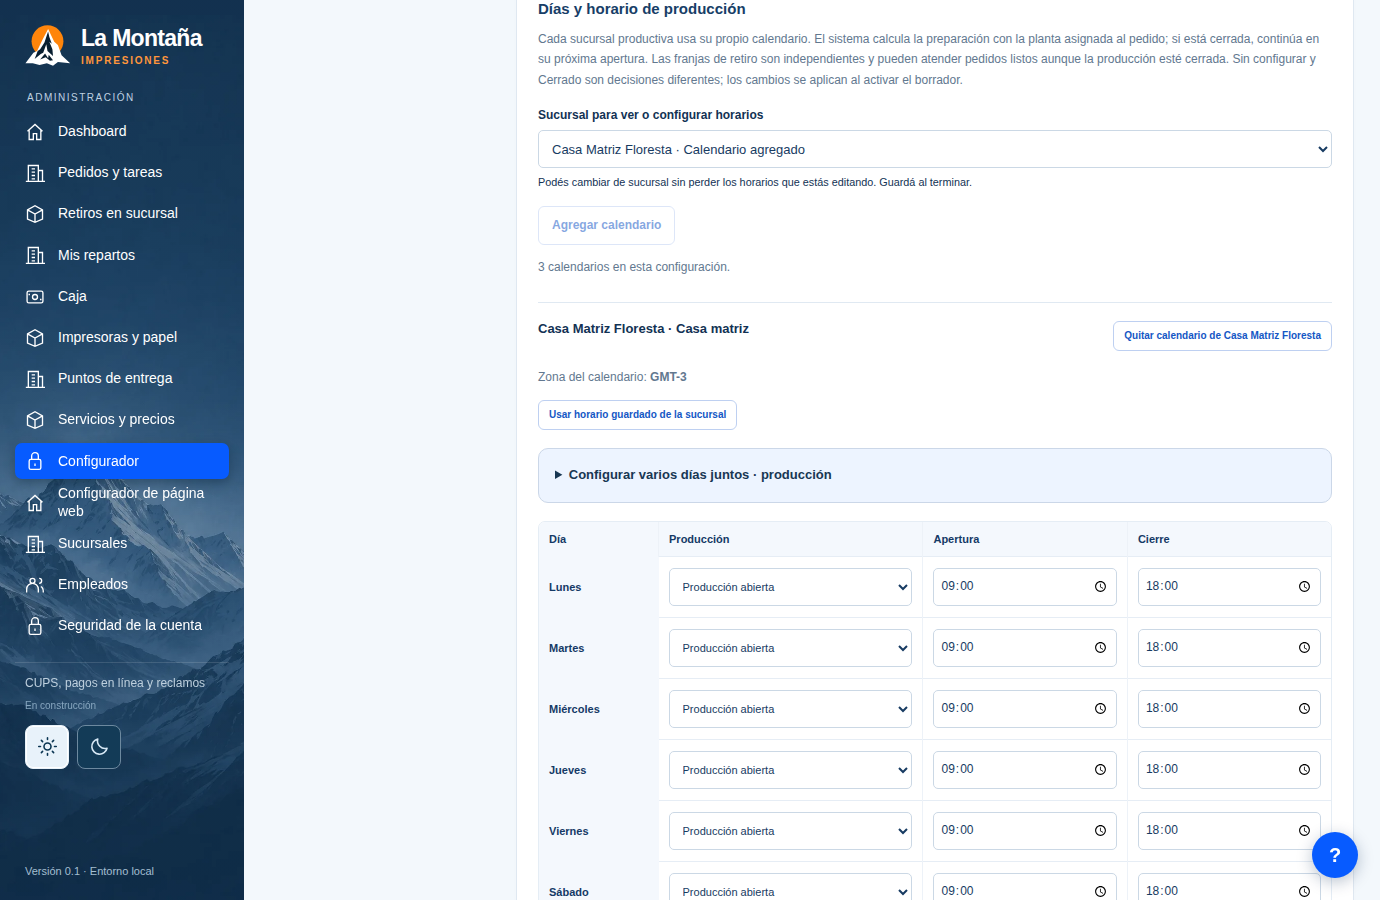 La Montaña
IMPRESIONES
ADMINISTRACIÓN
Dashboard
Pedidos y tareas
Retiros en sucursal
Mis repartos
Caja
Impresoras y papel
Puntos de entrega
Servicios y precios
Configurador
Configurador de página
web
Sucursales
Empleados
Seguridad de la cuenta
CUPS, pagos en línea y reclamos
En construcción
Versión 0.1 · Entorno local
Días y horario de producción
Cada sucursal productiva usa su propio calendario. El sistema calcula la preparación con la planta asignada al pedido; si está cerrada, continúa en
su próxima apertura. Las franjas de retiro son independientes y pueden atender pedidos listos aunque la producción esté cerrada. Sin configurar y
Cerrado son decisiones diferentes; los cambios se aplican al activar el borrador.
Sucursal para ver o configurar horarios
Casa Matriz Floresta · Calendario agregado
Podés cambiar de sucursal sin perder los horarios que estás editando. Guardá al terminar.
Agregar calendario
3 calendarios en esta configuración.
Casa Matriz Floresta · Casa matriz
Quitar calendario de Casa Matriz Floresta
Zona del calendario: GMT-3
Usar horario guardado de la sucursal
Configurar varios días juntos · producción
Día Producción Apertura Cierre
Lunes Producción abierta 09:00 18:00
Martes Producción abierta 09:00 18:00
Miércoles Producción abierta 09:00 18:00
Jueves Producción abierta 09:00 18:00
Viernes Producción abierta 09:00 18:00
Sábado Producción abierta 09:00 18:00
?